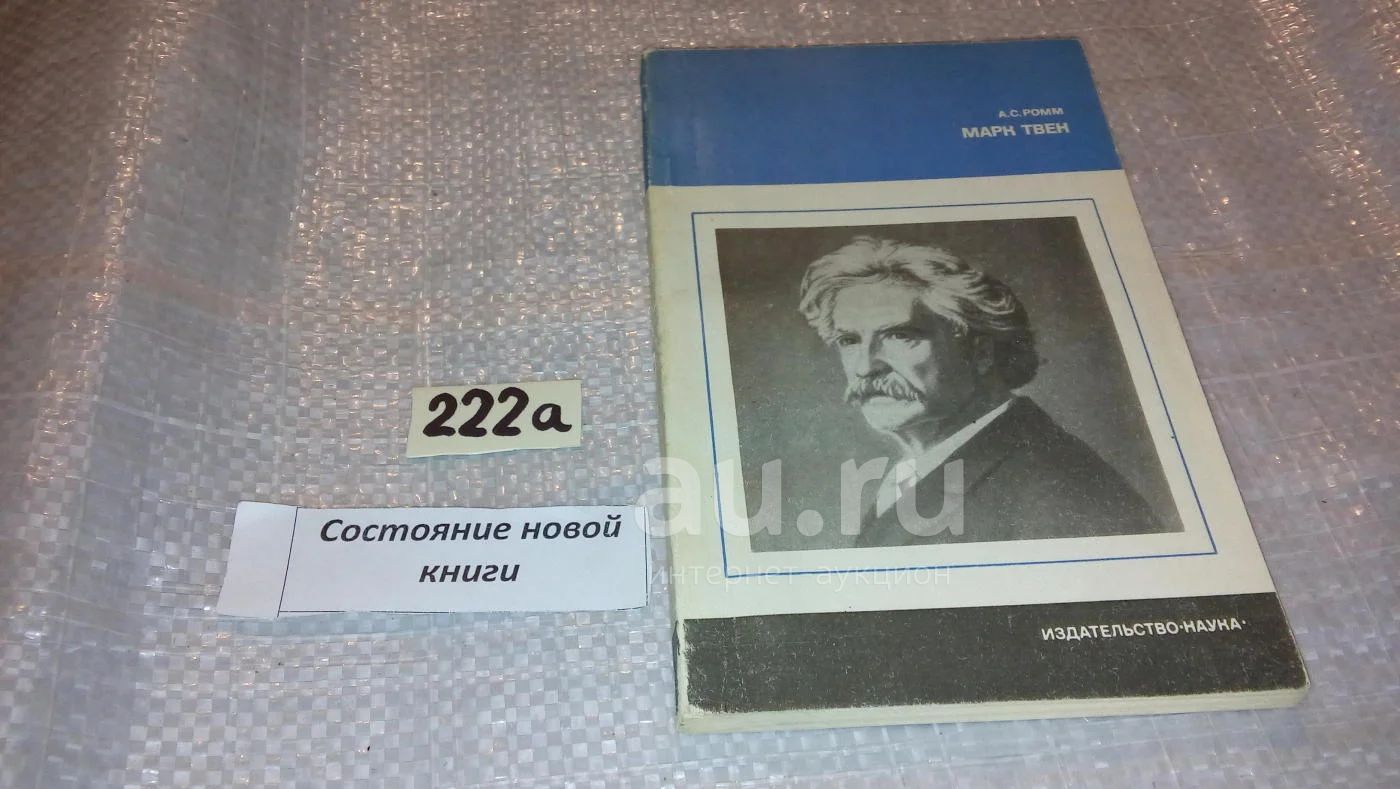 А.С.РОММ
МАРК ТВЕН
222а
au.ru
интернет-аукцион
Состояние новой
книги
ИЗДАТЕЛЬСТВО·НАУКА·